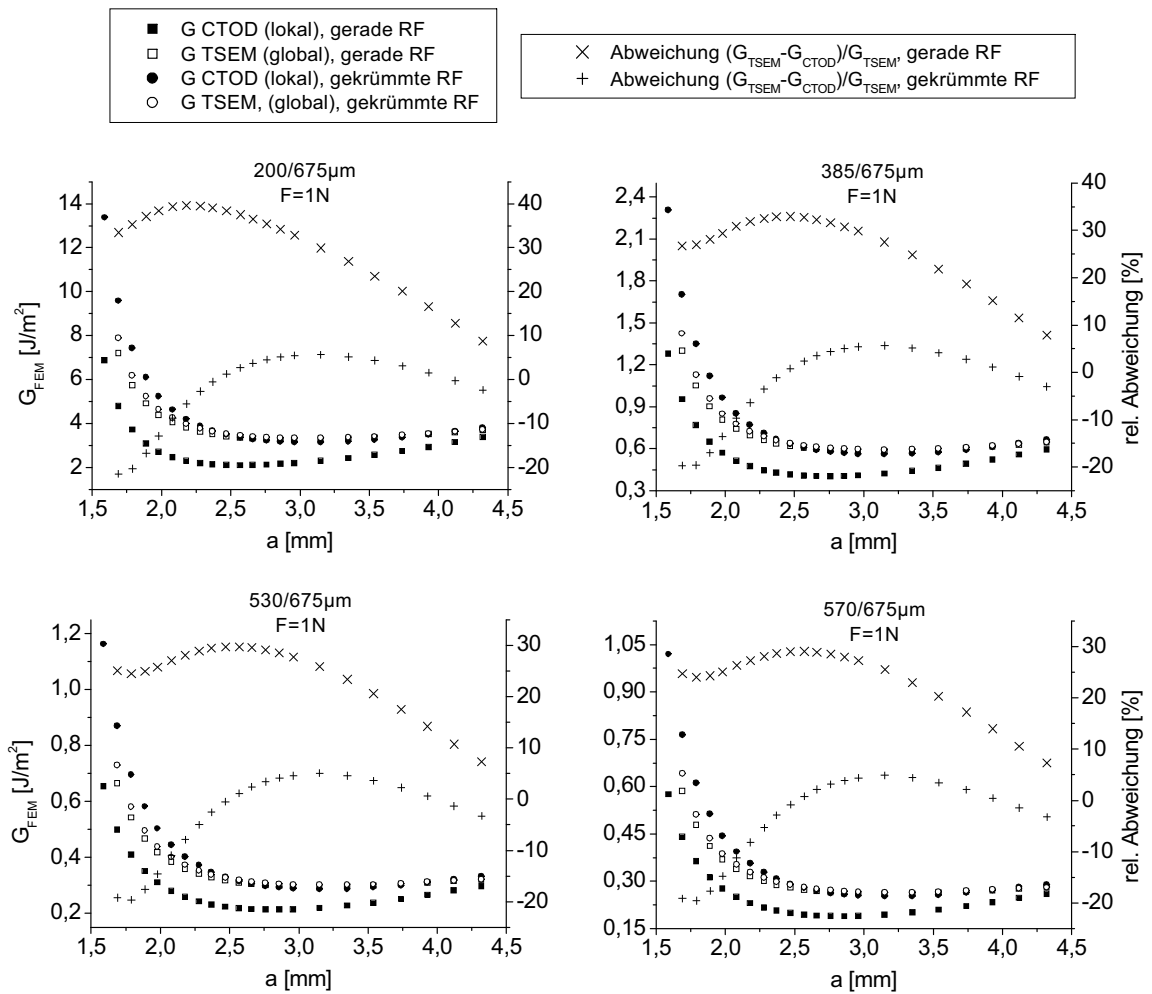 G CTOD (lokal), gerade RF
G TSEM (global), gerade RF
G CTOD (lokal), gekrümmte RF
G TSEM, (global), gekrümmte RF
Abweichung (G_TSEM-G_CTOD)/G_TSEM, gerade RF
Abweichung (G_TSEM-G_CTOD)/G_TSEM, gekrümmte RF
200/675µm
F=1N
14
12
10
8
6
4
2
G_FEM [J/m²]
40
30
20
10
0
-10
-20
1,5 2,0 2,5 3,0 3,5 4,0 4,5
a [mm]
385/675µm
F=1N
2,4
2,1
1,8
1,5
1,2
0,9
0,6
0,3
40
30
20
10
0
-10
-20
rel. Abweichung [%]
1,5 2,0 2,5 3,0 3,5 4,0 4,5
a [mm]
530/675µm
F=1N
1,2
1,0
0,8
0,6
0,4
0,2
G_FEM [J/m²]
30
20
10
0
-10
-20
1,5 2,0 2,5 3,0 3,5 4,0 4,5
a [mm]
570/675µm
F=1N
1,05
0,90
0,75
0,60
0,45
0,30
0,15
30
20
10
0
-10
-20
rel. Abweichung [%]
1,5 2,0 2,5 3,0 3,5 4,0 4,5
a [mm]